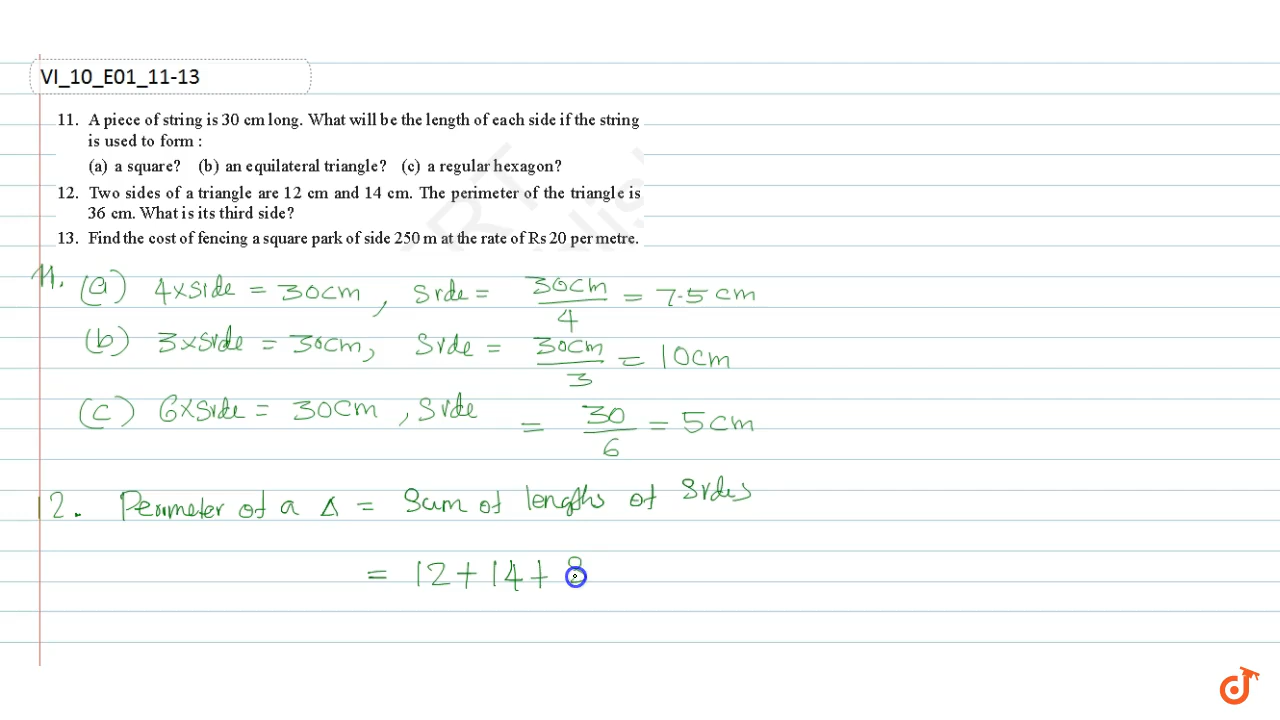 VI_10_E01_11-13
11. A piece of string is 30 cm long. What will be the length of each side if the string
is used to form :
(a) a square? (b) an equilateral triangle? (c) a regular hexagon?
12. Two sides of a triangle are 12 cm and 14 cm. The perimeter of the triangle is
36 cm. What is its third side?
13. Find the cost of fencing a square park of side 250 m at the rate of Rs 20 per metre.
11. (a) 4×side = 30cm , Side = 30cm/4 = 7.5 cm
(b) 3×side = 30cm, Side = 30cm/3 = 10cm
(c) 6×side = 30cm , Side = 30/6 = 5cm
12. Perimeter of a Δ = Sum of lengths of Sides
= 12+14+